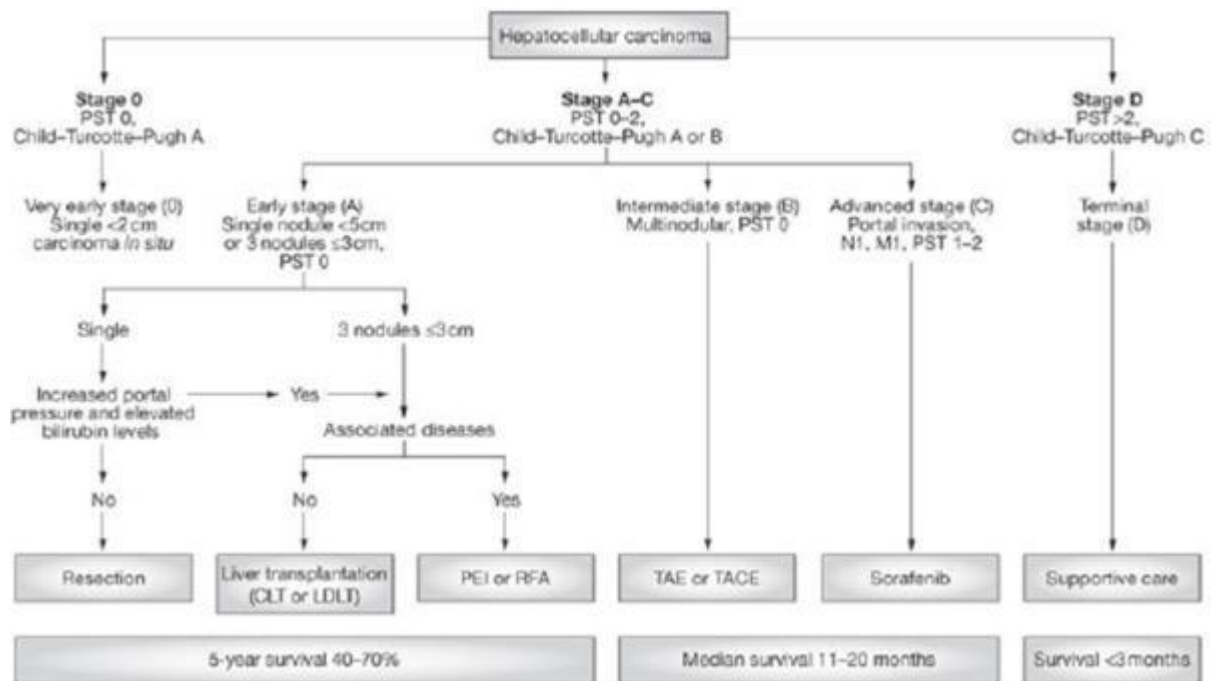 Hepatocellular carcinoma
Stage 0
PST 0,
Child–Turcotte–Pugh A
Stage A–C
PST 0–2,
Child–Turcotte–Pugh A or B
Stage D
PST >2,
Child–Turcotte–Pugh C
Very early stage (0)
Single <2cm
carcinoma in situ
Early stage (A)
Single nodule <5cm
or 3 nodules ≤3cm,
PST 0
Intermediate stage (B)
Multinodular, PST 0
Advanced stage (C)
Portal invasion,
N1, M1, PST 1–2
Terminal
stage (D)
Single
3 nodules ≤3cm
Increased portal
pressure and elevated
bilirubin levels
Yes
Associated diseases
No
No
Yes
Resection
Liver transplantation
(CLT or LDLT)
PEI or RFA
TAE or TACE
Sorafenib
Supportive care
5-year survival 40–70%
Median survival 11–20 months
Survival <3months